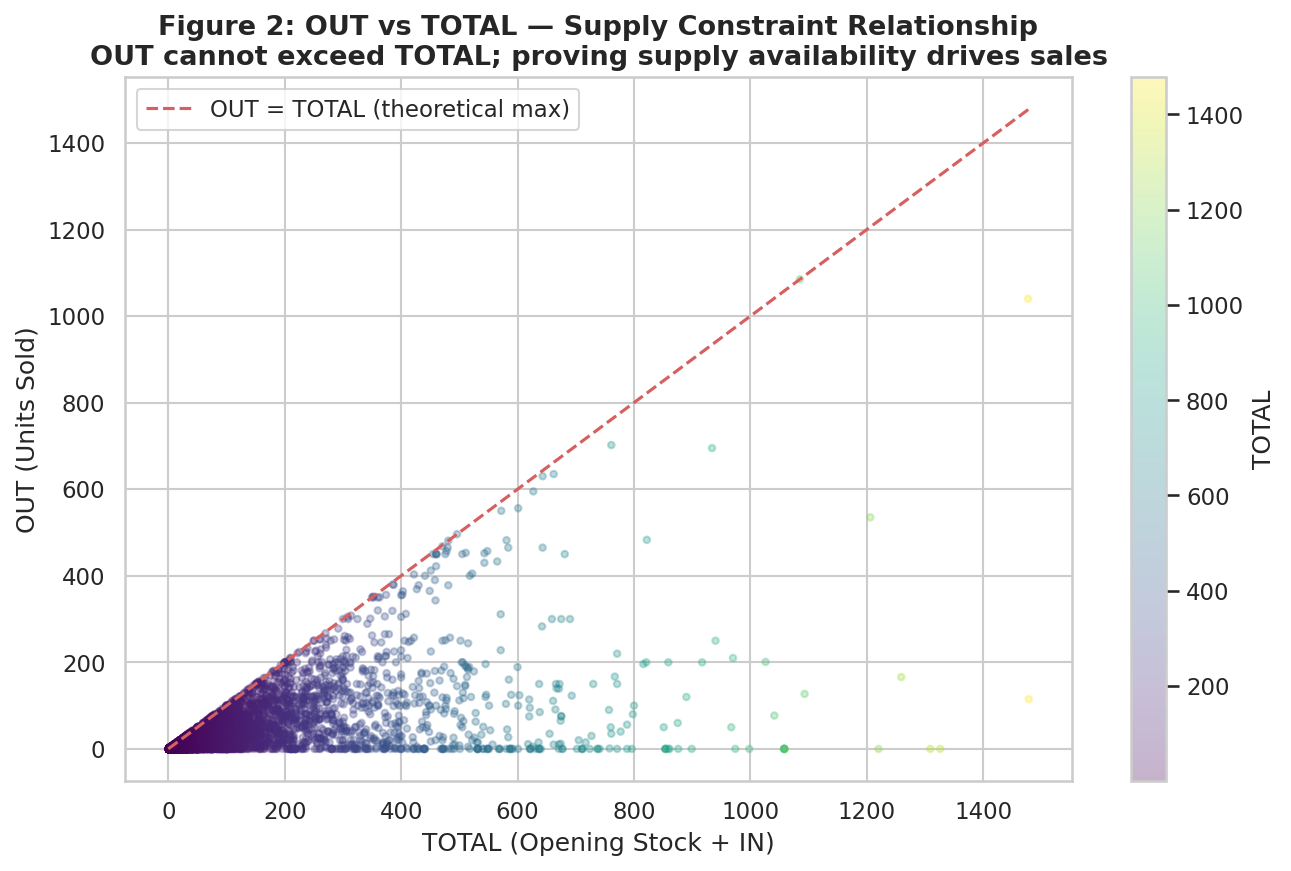 Figure 2: OUT vs TOTAL — Supply Constraint Relationship
OUT cannot exceed TOTAL; proving supply availability drives sales
OUT = TOTAL (theoretical max)
OUT (Units Sold)
1400
1200
1000
800
600
400
200
0
0 200 400 600 800 1000 1200 1400
TOTAL (Opening Stock + IN)
1400
1200
1000
800
600
400
200
TOTAL